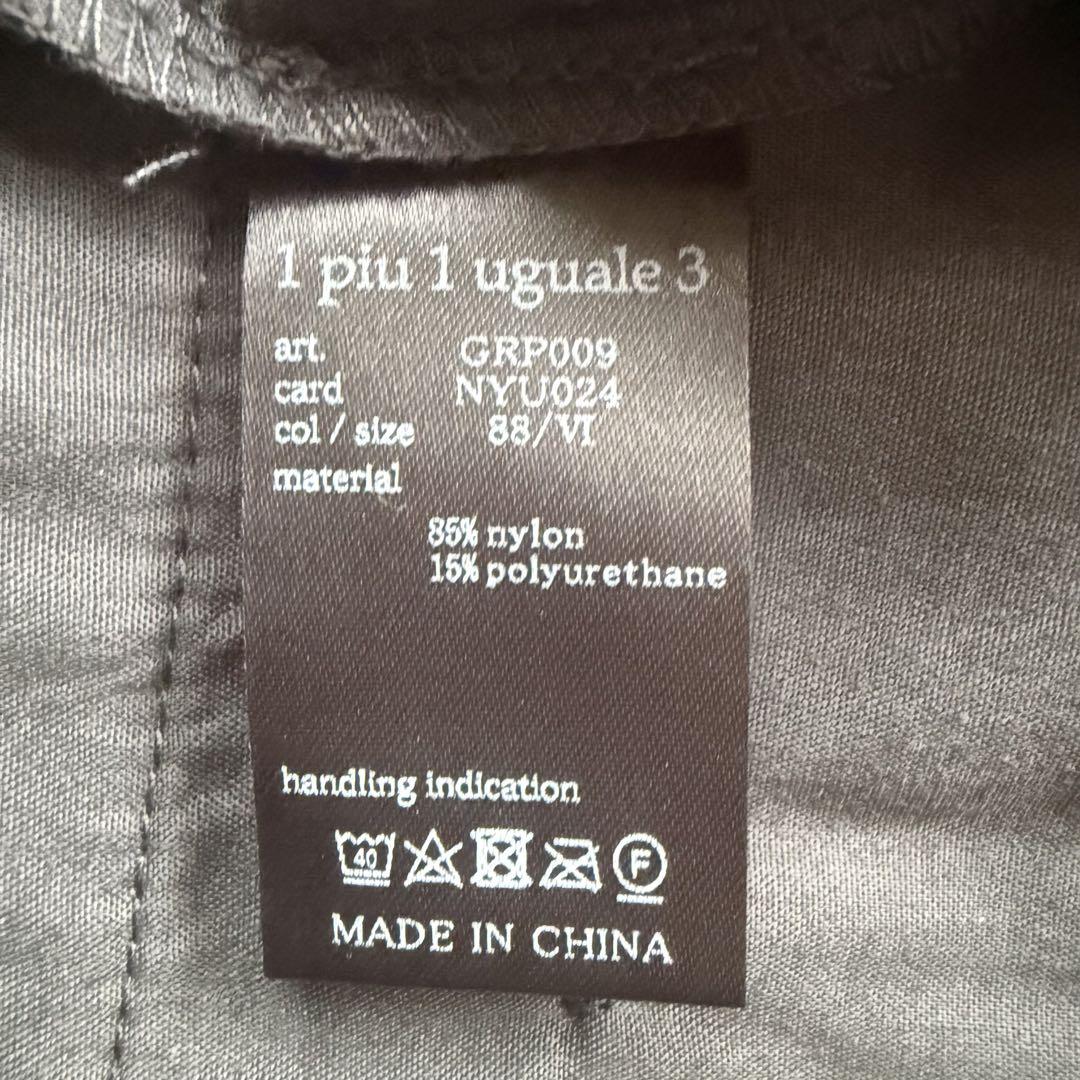 1 piu 1 uguale 3
art. GRP009
card NYU024
col / size 88/VI
material
85% nylon
15% polyurethane
handling indication
40 F
MADE IN CHINA